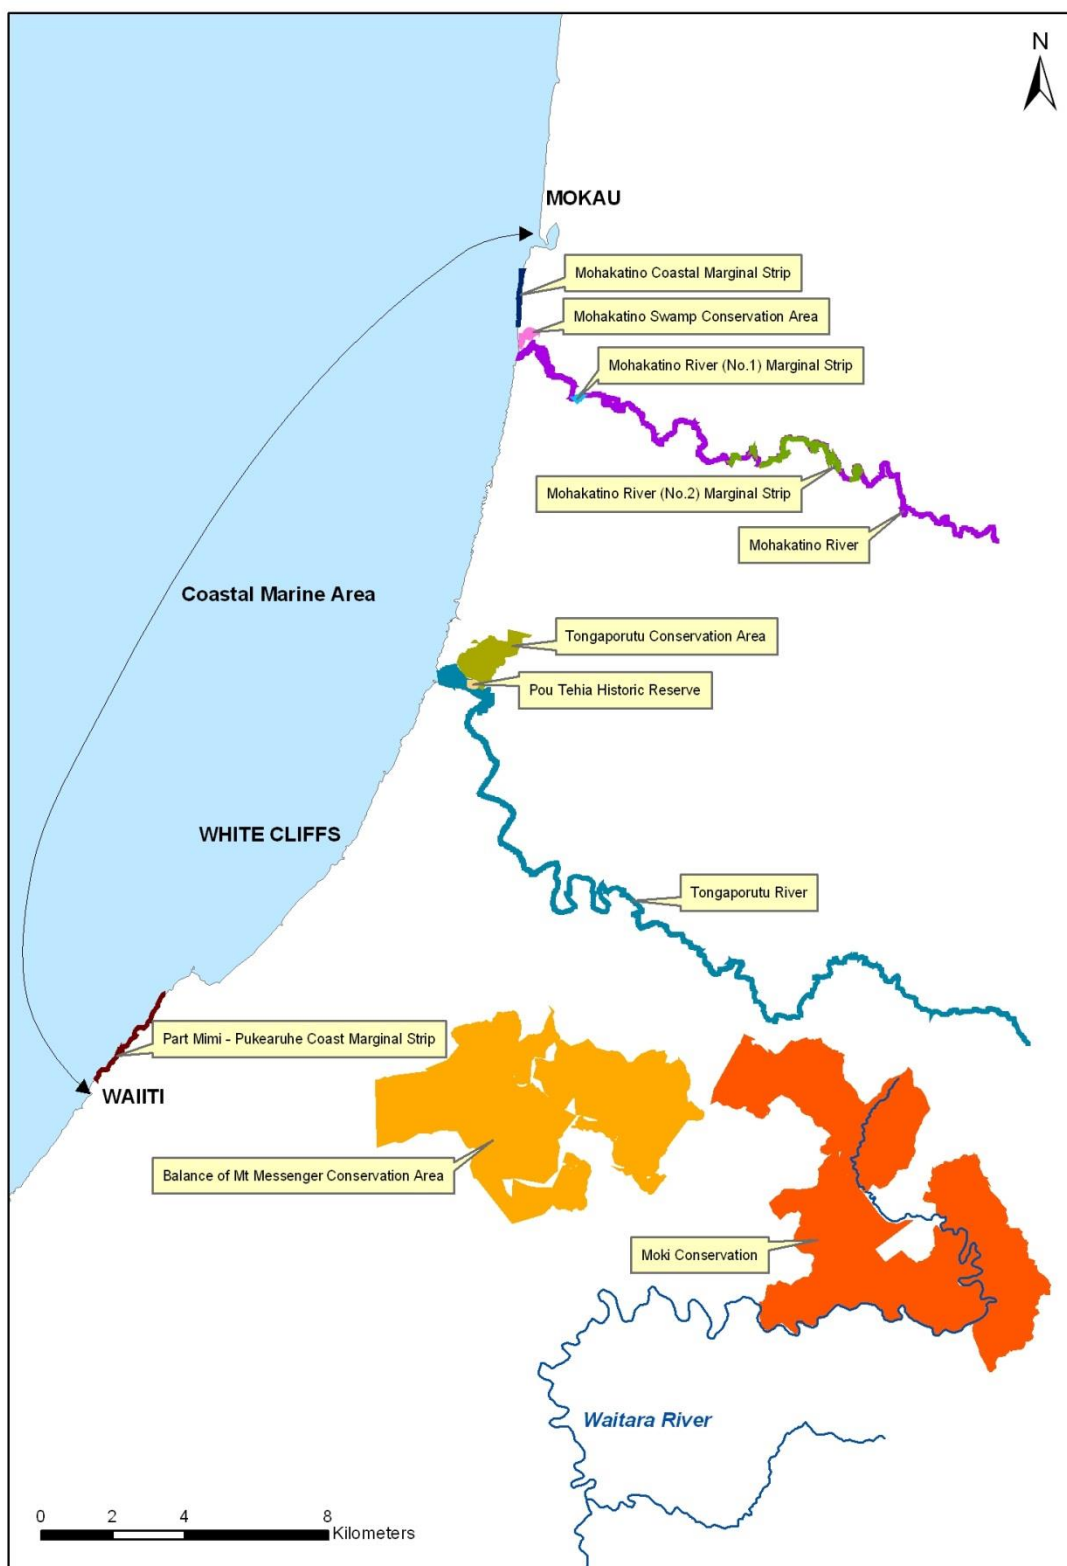 N
MOKAU
Mohakatino Coastal Marginal Strip
Mohakatino Swamp Conservation Area
Mohakatino River (No.1) Marginal Strip
Mohakatino River (No.2) Marginal Strip
Mohakatino River
Coastal Marine Area
Tongaporutu Conservation Area
Pou Tehia Historic Reserve
WHITE CLIFFS
Tongaporutu River
Part Mimi - Pukearuhe Coast Marginal Strip
WAIITI
Balance of Mt Messenger Conservation Area
Moki Conservation
Waitara River
0 2 4 8
Kilometers